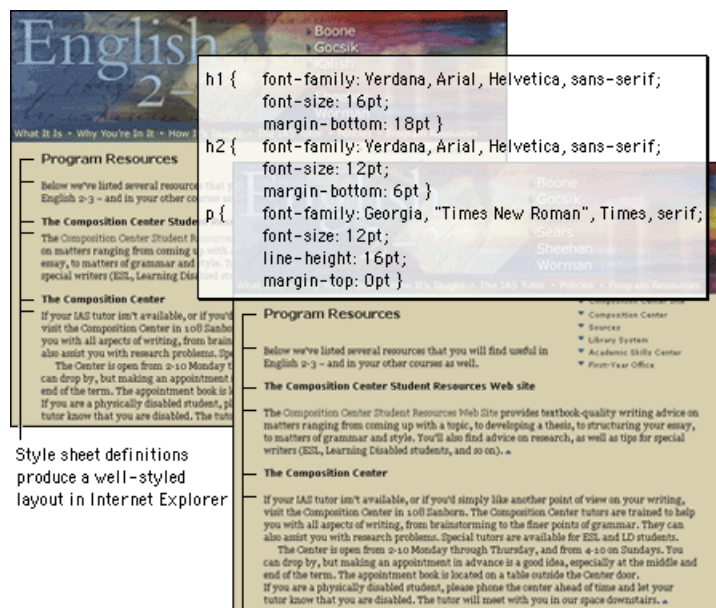 English
2-
Boone
Gocsik
h1 { font-family: Verdana, Arial, Helvetica, sans-serif;
font-size: 16pt;
margin-bottom: 18pt }
h2 { font-family: Verdana, Arial, Helvetica, sans-serif;
font-size: 12pt;
margin-bottom: 6pt }
p { font-family: Georgia, "Times New Roman", Times, serif;
font-size: 12pt;
line-height: 16pt;
margin-top: 0pt }
What It Is • Why You're In It • How I
Program Resources
Below we've listed several resource
English 2-3 – and in your other
The Composition Center Stude
The Composition Center Student R
on matters ranging from coming up
essay, to matters of grammar and
special writers (ESL, Learning Dis
The Composition Center
If your IAS tutor isn't available, or if you'd
visit the Composition Center in 108 Sanbo
you with all aspects of writing, from brain
also assist you with research problems. Spe
The Center is open from 2-10 Monday t
can drop by, but making an appointment i
end of the term. The appointment book is l
If you are a physically disabled student, pl
tutor know that you are disabled. The tut
Style sheet definitions
produce a well-styled
layout in Internet Explorer
Boone
Sears
Sheehan
Worman
It's Taught • The IAS Tutor • Policies • Program Resources
Composition Center
Sources
Library System
Academic Skills Center
First-Year Office
Program Resources
Below we've listed several resources that you will find useful in
English 2-3 – and in your other courses as well.
The Composition Center Student Resources Web site
The Composition Center Student Resources Web Site provides textbook-quality writing advice on
matters ranging from coming up with a topic, to developing a thesis, to structuring your essay,
to matters of grammar and style. You'll also find advice on research, as well as tips for special
writers (ESL, Learning Disabled students, and so on).
The Composition Center
If your IAS tutor isn't available, or if you'd simply like another point of view on your writing,
visit the Composition Center in 108 Sanborn. The Composition Center tutors are trained to help
you with all aspects of writing, from brainstorming to the finer points of grammar. They can
also assist you with research problems. Special tutors are available for ESL and LD students.
The Center is open from 2-10 Monday through Thursday, and from 4-10 on Sundays. You
can drop by, but making an appointment in advance is a good idea, especially at the middle and
end of the term. The appointment book is located on a table outside the Center door.
If you are a physically disabled student, please phone the center ahead of time and let your
tutor know that you are disabled. The tutor will meet with you in our space downstairs.